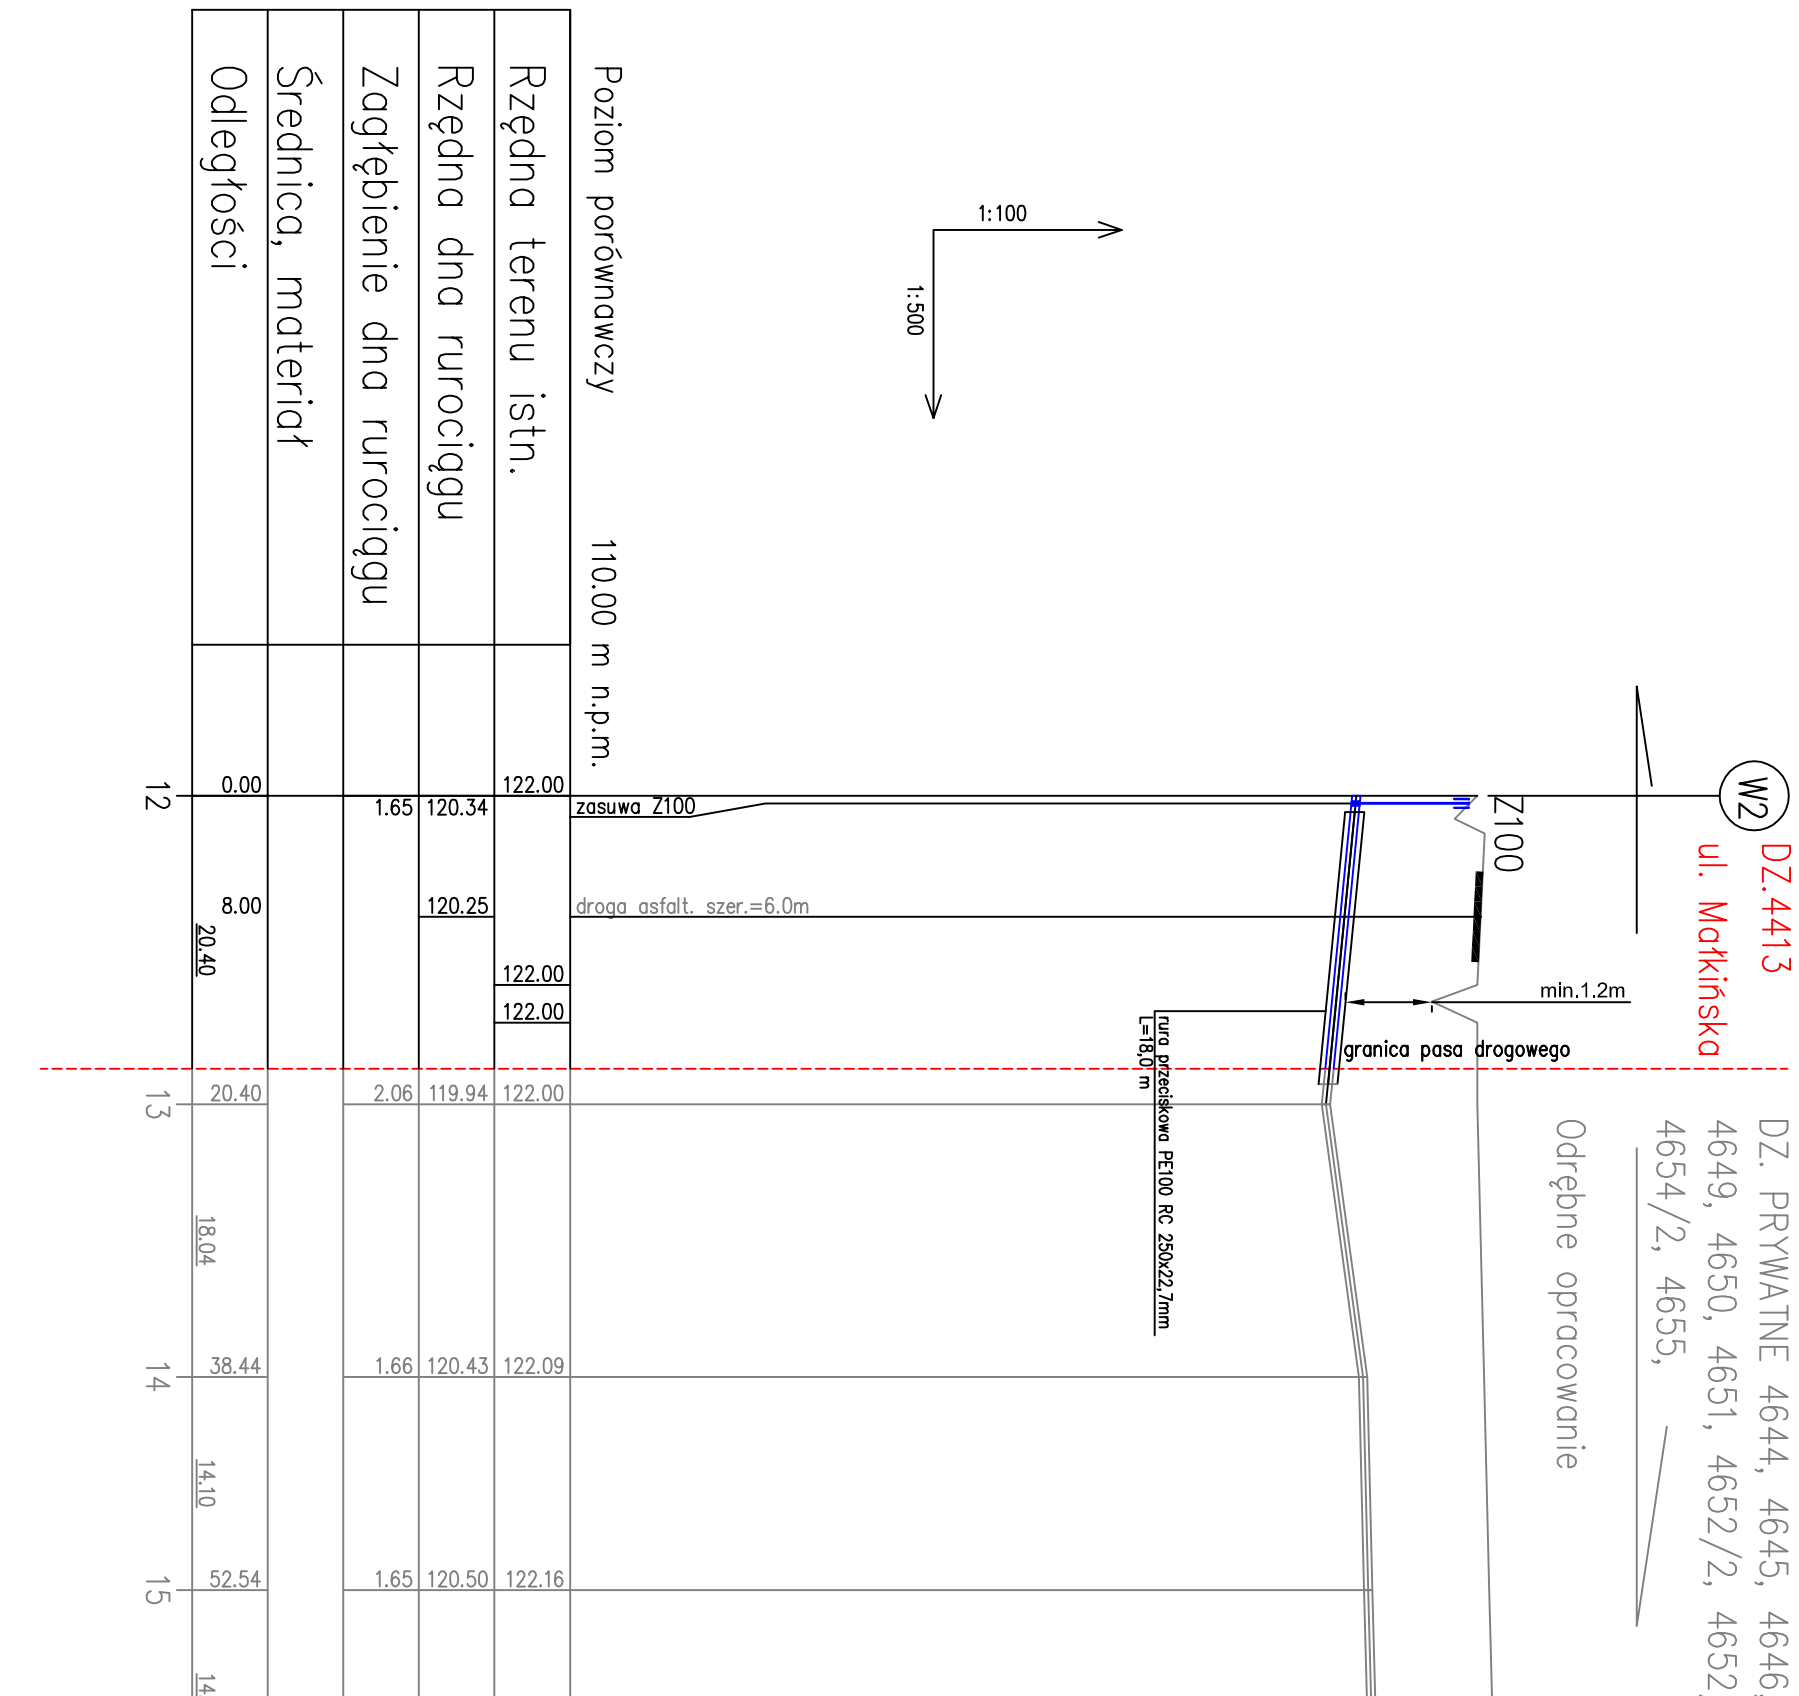 W2
DZ.4413
ul. Małkińska
Z100
1:100
1:500
min.1.2m
granica pasa drogowego
DZ. PRYWATNE 4644, 4645, 4646,
4649, 4650, 4651, 4652/2, 4652
4654/2, 4655,
Odrębne opracowanie
rura przeciskowa PE100 RC 250x22,7mm
L=18,0 m
Poziom porównawczy 110.00 m n.p.m.
zasuwa Z100
droga asfalt. szer.=6.0m
Rzędna terenu istn. 122.00 122.00 122.00 122.00 122.09 122.16
Rzędna dna rurociągu 120.34 120.25 119.94 120.43 120.50
Zagłębienie dna rurociągu 1.65 2.06 1.66 1.65
Średnica, materiał
Odległości 0.00 8.00 20.40 38.44 52.54
20.40 18.04 14.10 14.
12 13 14 15